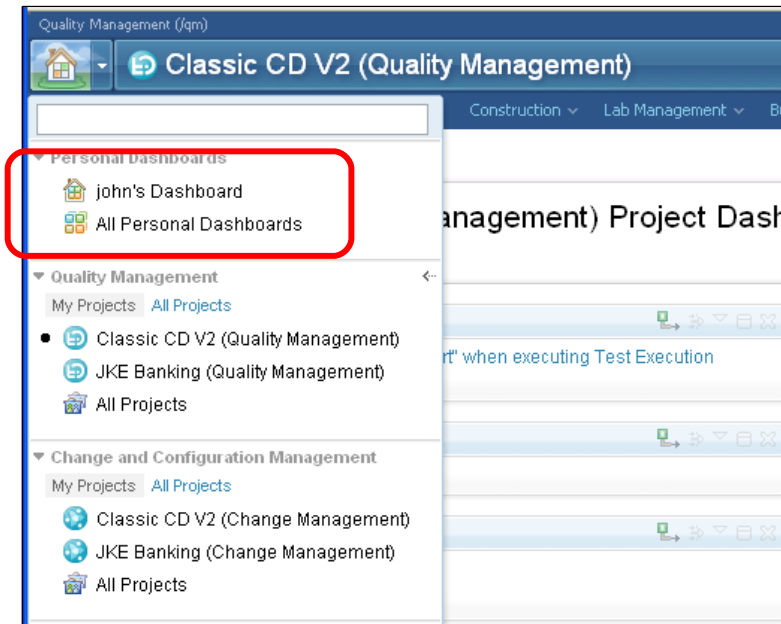 Quality Management (/qm)
Classic CD V2 (Quality Management)
Construction Lab Management
Personal Dashboards
john's Dashboard
All Personal Dashboards
anagement) Project Dash
Quality Management
My Projects All Projects
Classic CD V2 (Quality Management)
rt" when executing Test Execution
JKE Banking (Quality Management)
All Projects
Change and Configuration Management
My Projects All Projects
Classic CD V2 (Change Management)
JKE Banking (Change Management)
All Projects